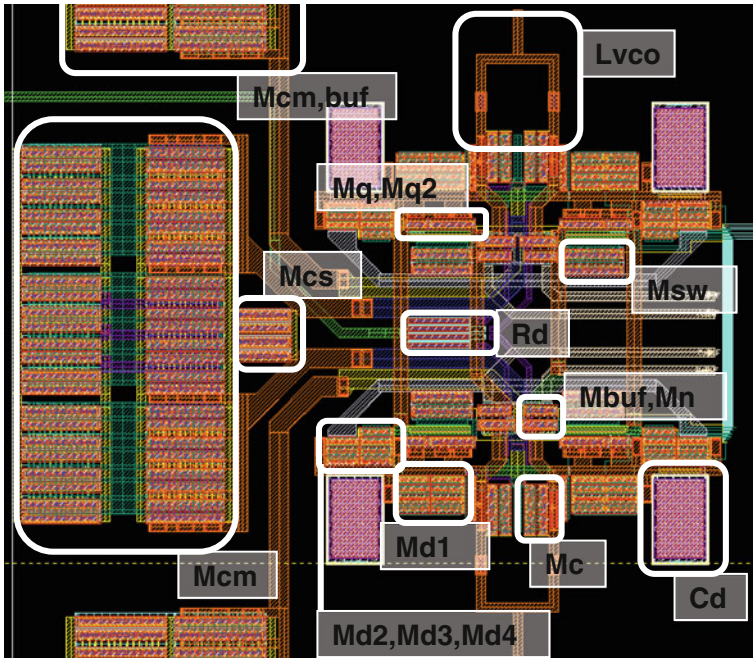 Lvco
Mcm,buf
Mq,Mq2
Mcs
Msw
Rd
Mbuf,Mn
Md1
Mc
Mcm
Cd
Md2,Md3,Md4